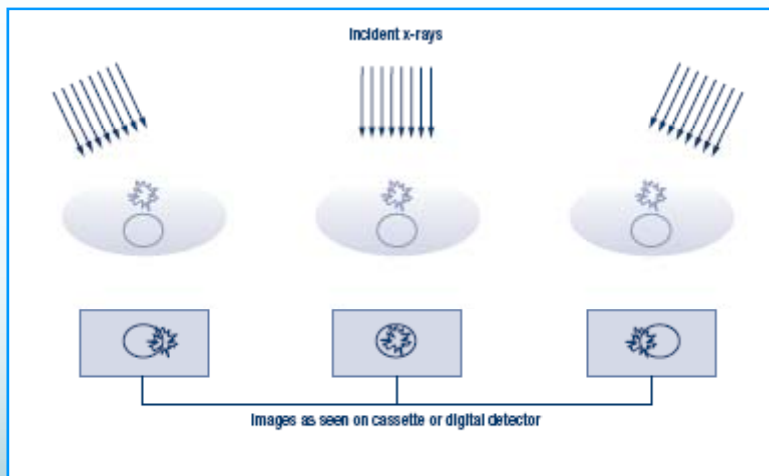 Incident x-rays
Images as seen on cassette or digital detector